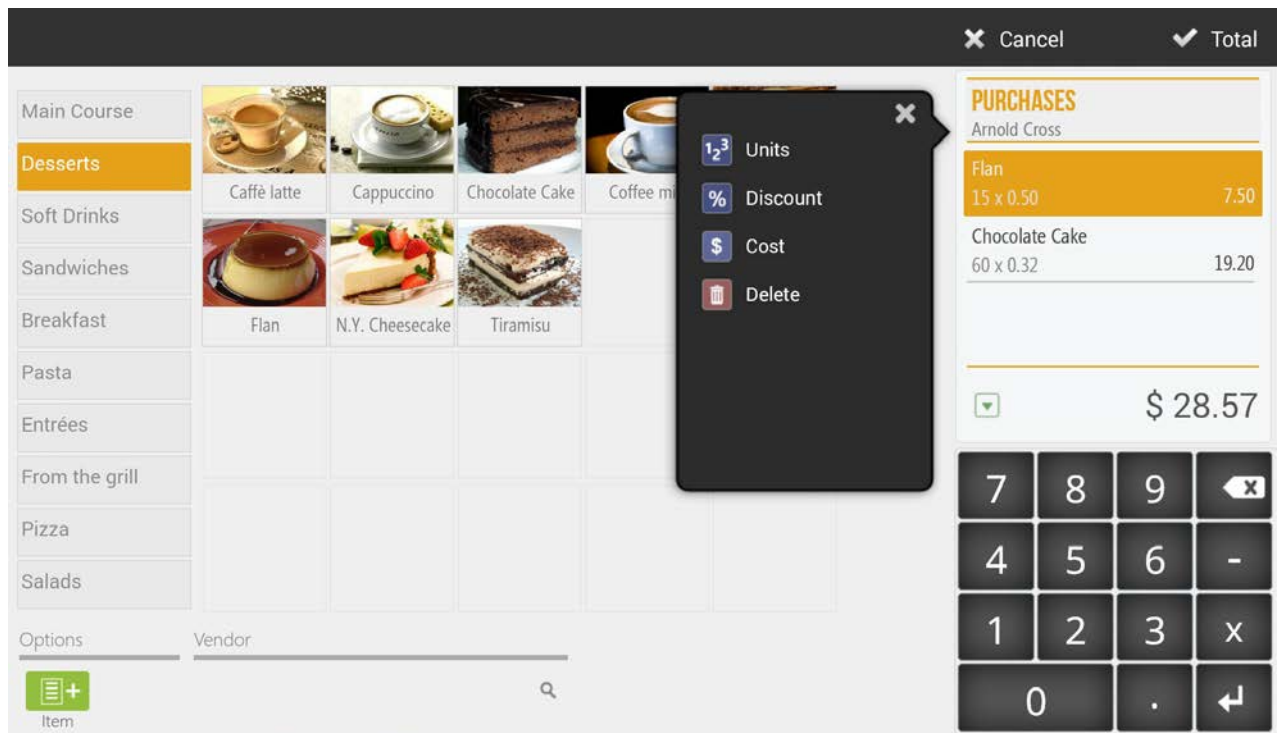 Cancel
Total
Main Course
Desserts
Soft Drinks
Sandwiches
Breakfast
Pasta
Entrées
From the grill
Pizza
Salads
Caffè latte
Cappuccino
Chocolate Cake
Coffee mi
Flan
N.Y. Cheesecake
Tiramisu
1₂³ Units
% Discount
$ Cost
Delete
PURCHASES
Arnold Cross
Flan
15 x 0.50 7.50
Chocolate Cake
60 x 0.32 19.20
$ 28.57
7 8 9 x
4 5 6 -
1 2 3 x
0 .
Options
Vendor
Item